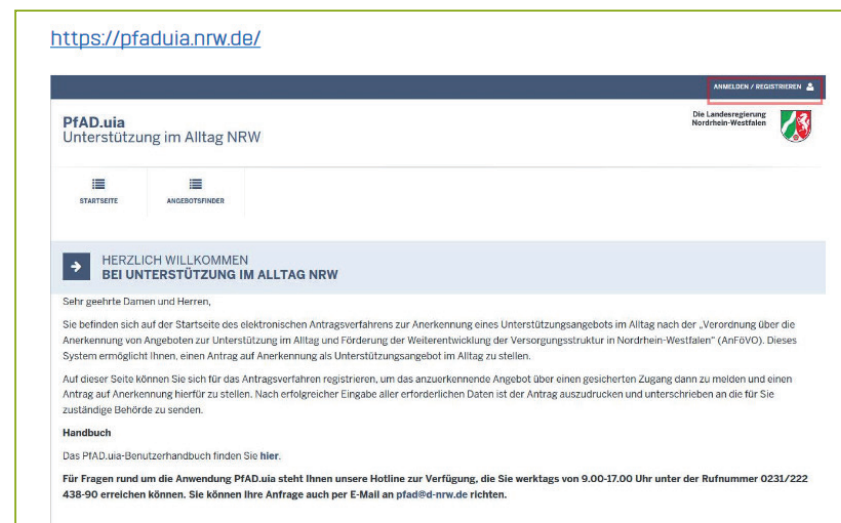 https://pfaduia.nrw.de/
ANMELDEN / REGISTRIEREN
PfAD.uia
Unterstützung im Alltag NRW
Die Landesregierung
Nordrhein-Westfalen
STARTSEITE
ANGEBOTSFINDER
HERZLICH WILLKOMMEN
BEI UNTERSTÜTZUNG IM ALLTAG NRW
Sehr geehrte Damen und Herren,
Sie befinden sich auf der Startseite des elektronischen Antragsverfahrens zur Anerkennung eines Unterstützungsangebots im Alltag nach der „Verordnung über die
Anerkennung von Angeboten zur Unterstützung im Alltag und Förderung der Weiterentwicklung der Versorgungsstruktur in Nordrhein-Westfalen" (AnFöVO). Dieses
System ermöglicht Ihnen, einen Antrag auf Anerkennung als Unterstützungsangebot im Alltag zu stellen.
Auf dieser Seite können Sie sich für das Antragsverfahren registrieren, um das anzuerkennende Angebot über einen gesicherten Zugang dann zu melden und einen
Antrag auf Anerkennung hierfür zu stellen. Nach erfolgreicher Eingabe aller erforderlichen Daten ist der Antrag auszudrucken und unterschrieben an die für Sie
zuständige Behörde zu senden.
Handbuch
Das PfAD.uia-Benutzerhandbuch finden Sie hier.
Für Fragen rund um die Anwendung PfAD.uia steht Ihnen unsere Hotline zur Verfügung, die Sie werktags von 9.00-17.00 Uhr unter der Rufnummer 0231/222
438-90 erreichen können. Sie können Ihre Anfrage auch per E-Mail an pfad@d-nrw.de richten.